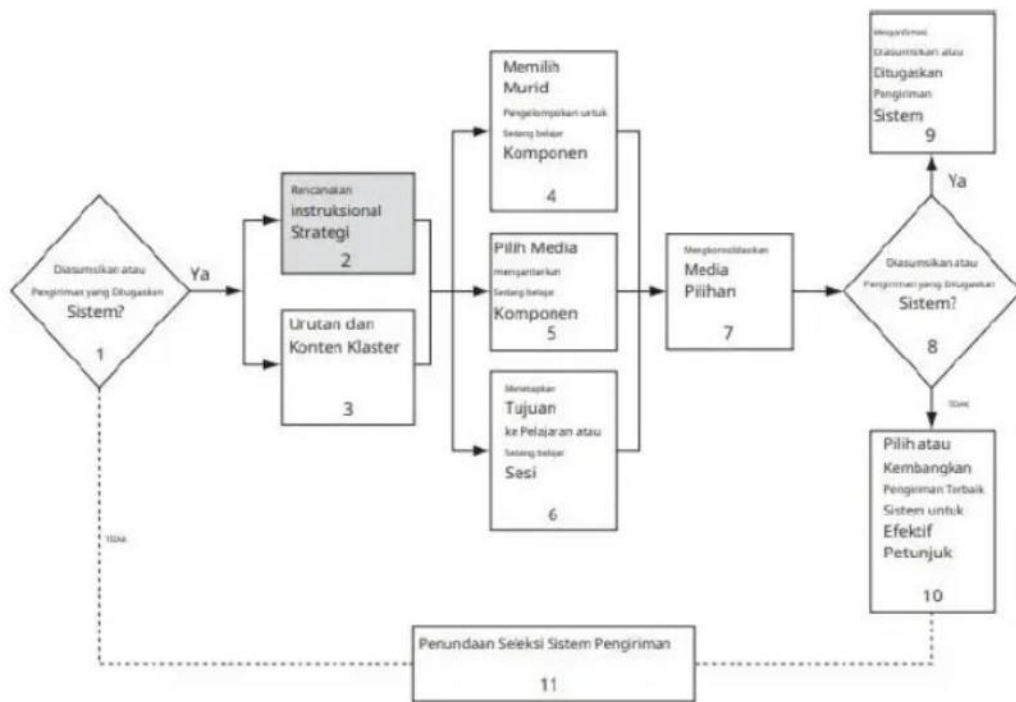 Diasumsikan atau
Pengiriman yang Ditugaskan
Sistem?
1
Ya
Tidak
Rencanakan
instruksional
Strategi
2
Urutan dan
Konten Klaster
3
Memilih
Murid
Pengelompokan untuk
Sedang belajar
Komponen
4
Pilih Media
mengantarkan
Sedang belajar
Komponen
5
Menetapkan
Tujuan
ke Pelajaran atau
Sedang belajar
Sesi
6
Mengkonsolidasikan
Media
Pilihan
7
Diasumsikan atau
Pengiriman yang Ditugaskan
Sistem?
8
Ya
Mengonfirmasi
Diasumsikan atau
Ditugaskan
Pengiriman
Sistem
9
Tidak
Pilih atau
Kembangkan
Pengiriman Terbaik
Sistem untuk
Efektif
Petunjuk
10
Penundaan Seleksi Sistem Pengiriman
11